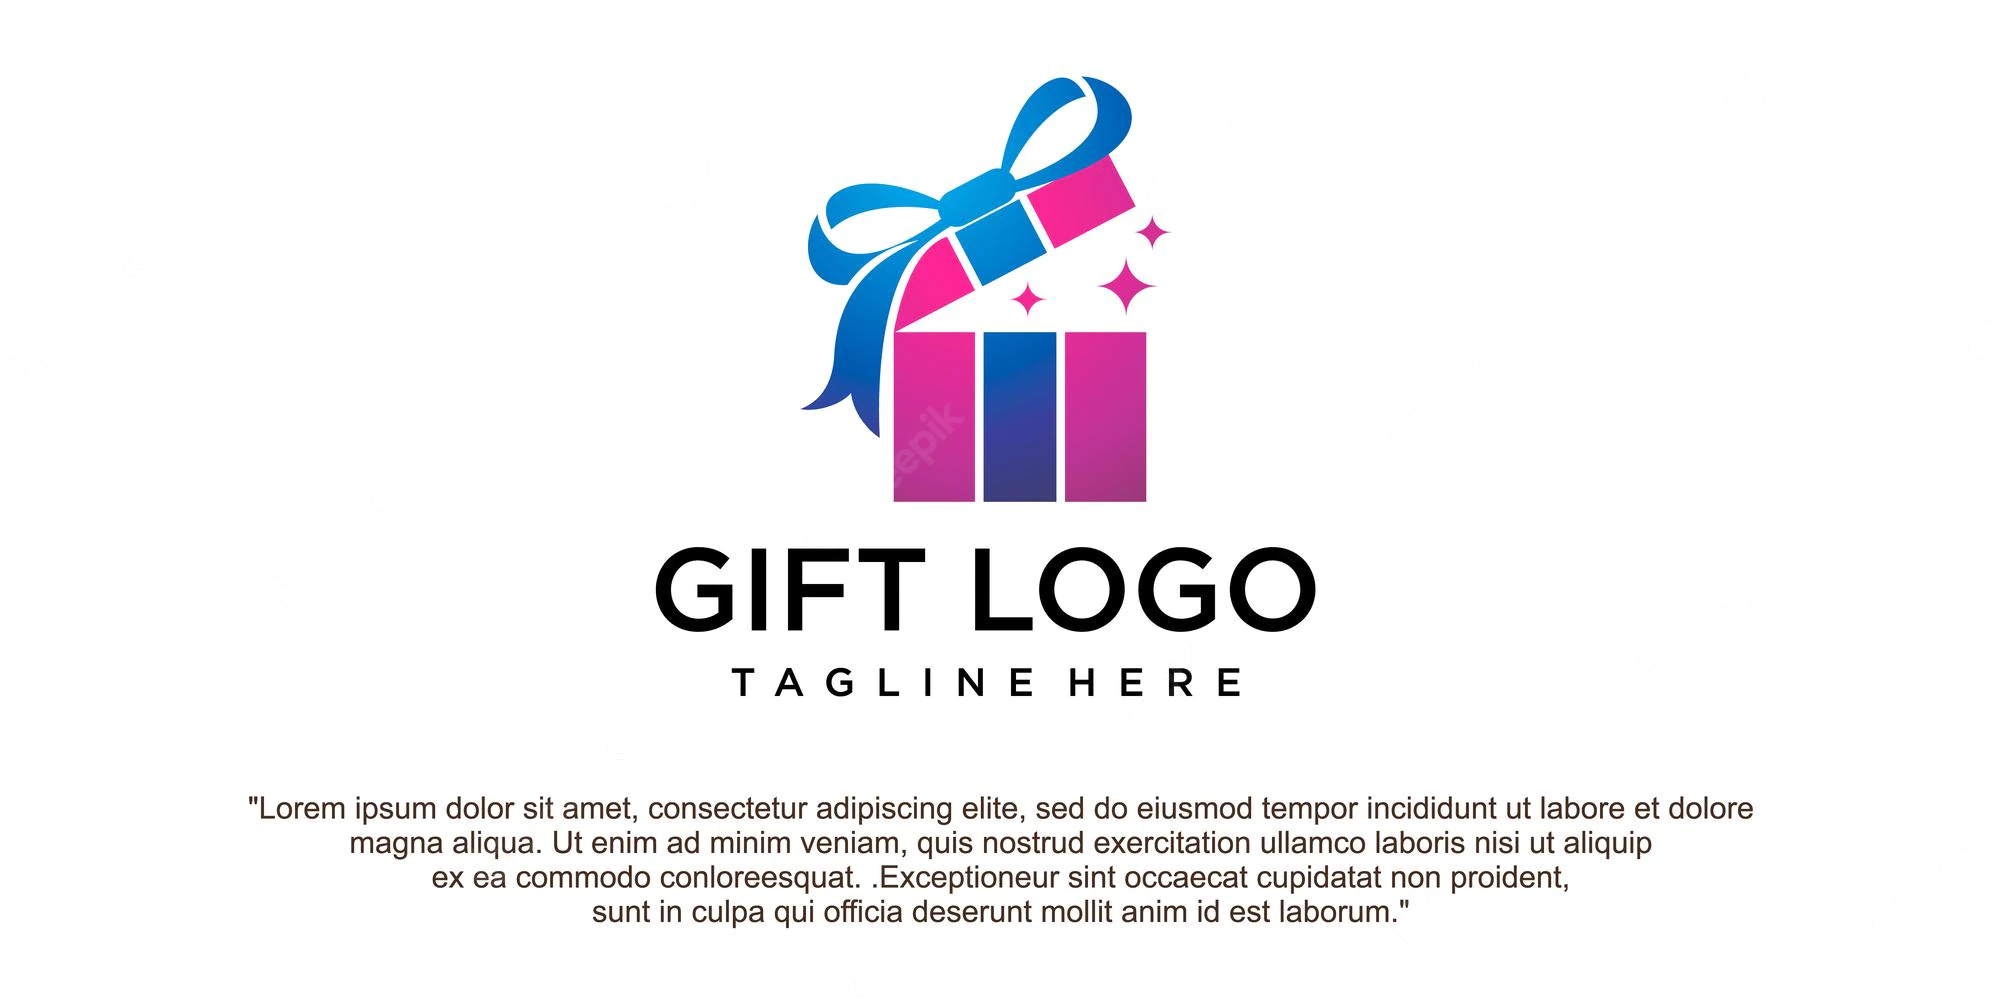 eepik
GIFT LOGO
TAGLINE HERE
"Lorem ipsum dolor sit amet, consectetur adipiscing elite, sed do eiusmod tempor incididunt ut labore et dolore
magna aliqua. Ut enim ad minim veniam, quis nostrud exercitation ullamco laboris nisi ut aliquip
ex ea commodo conloreesquat. .Exceptioneur sint occaecat cupidatat non proident,
sunt in culpa qui officia deserunt mollit anim id est laborum."